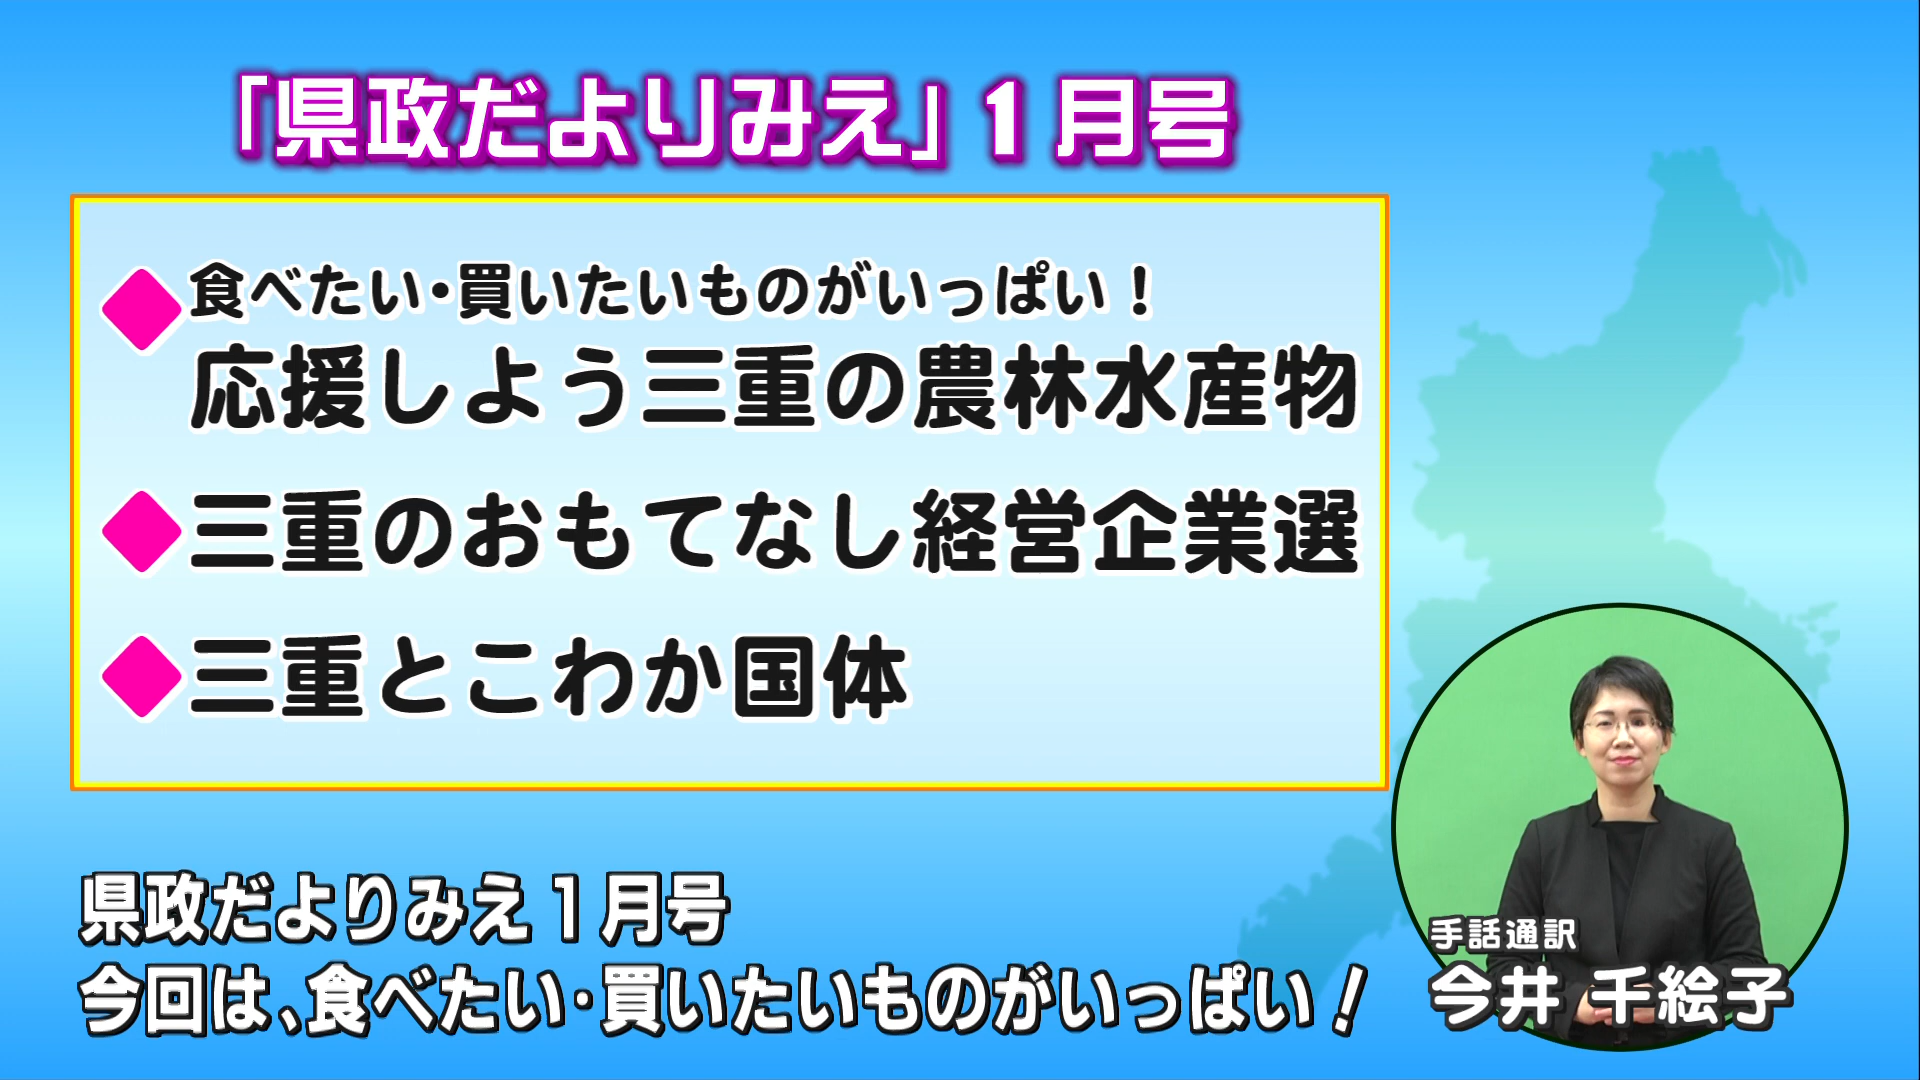 「県政だよりみえ」１月号
◆食べたい・買いたいものがいっぱい！
応援しよう三重の農林水産物
◆三重のおもてなし経営企業選
◆三重とこわか国体
県政だよりみえ１月号
今回は、食べたい・買いたいものがいっぱい！
手話通訳
今井 千絵子